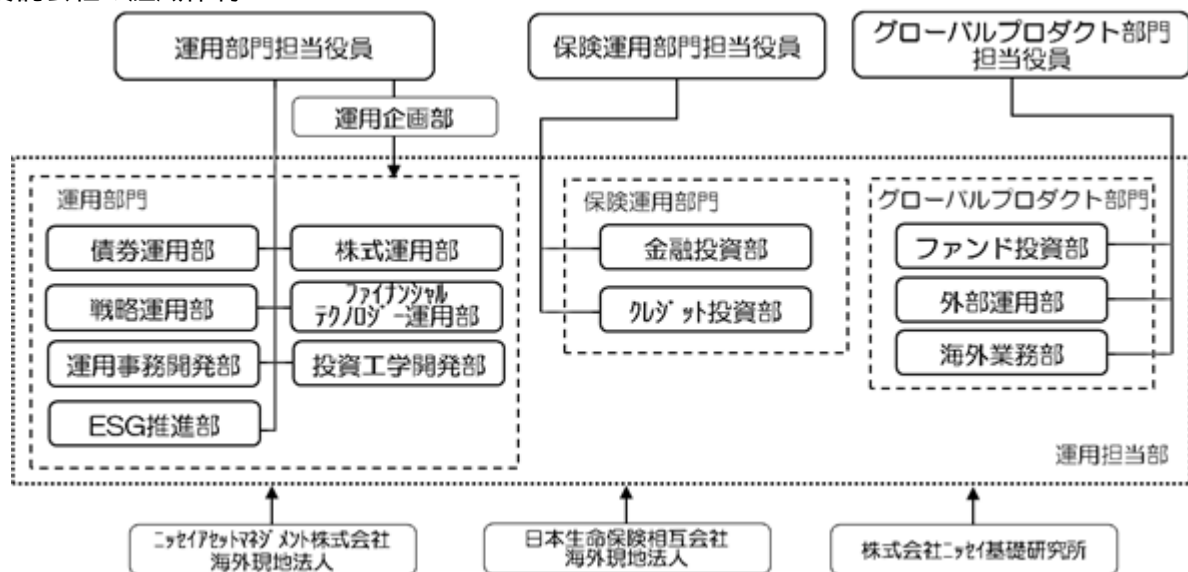 運用部門担当役員
保険運用部門担当役員
グローバルプロダクト部門
担当役員
運用企画部
運用部門
債券運用部
株式運用部
戦略運用部
ファイナンシャル
テクノロジー運用部
運用事務開発部
投資工学開発部
ESG推進部
保険運用部門
金融投資部
クレジット投資部
グローバルプロダクト部門
ファンド投資部
外部運用部
海外業務部
運用担当部
ニッセイアセットマネジメント株式会社
海外現地法人
日本生命保険相互会社
海外現地法人
株式会社ニッセイ基礎研究所